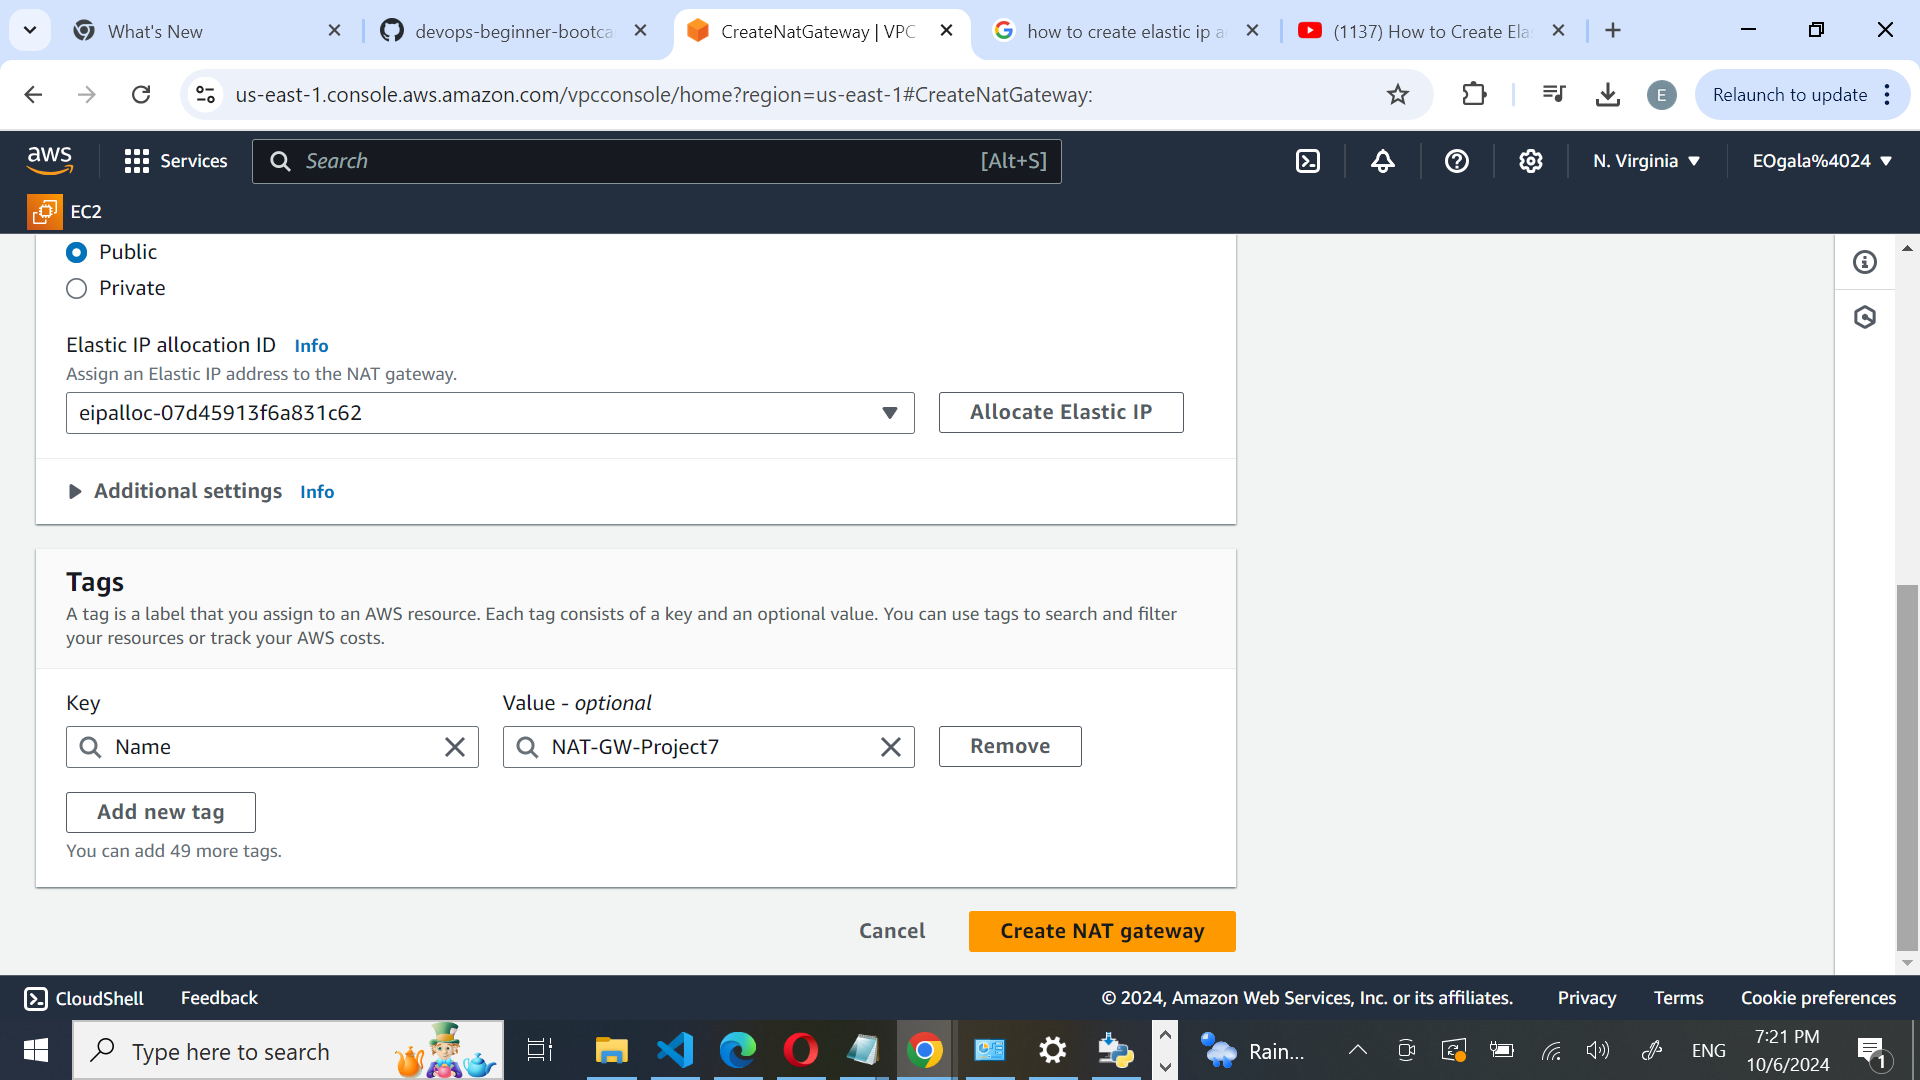 What's New
devops-beginner-bootca
CreateNatGateway | VPC
how to create elastic ip a
(1137) How to Create Ela
us-east-1.console.aws.amazon.com/vpcconsole/home?region=us-east-1#CreateNatGateway:
E
Relaunch to update
aws
Services
Search
[Alt+S]
N. Virginia
EOgala%4024
EC2
Public
Private
Elastic IP allocation ID Info
Assign an Elastic IP address to the NAT gateway.
eipalloc-07d45913f6a831c62
Allocate Elastic IP
Additional settings Info
Tags
A tag is a label that you assign to an AWS resource. Each tag consists of a key and an optional value. You can use tags to search and filter
your resources or track your AWS costs.
Key
Value - optional
Name
NAT-GW-Project7
Remove
Add new tag
You can add 49 more tags.
Cancel
Create NAT gateway
CloudShell
Feedback
© 2024, Amazon Web Services, Inc. or its affiliates.
Privacy
Terms
Cookie preferences
Type here to search
Rain...
ENG
7:21 PM
10/6/2024
1